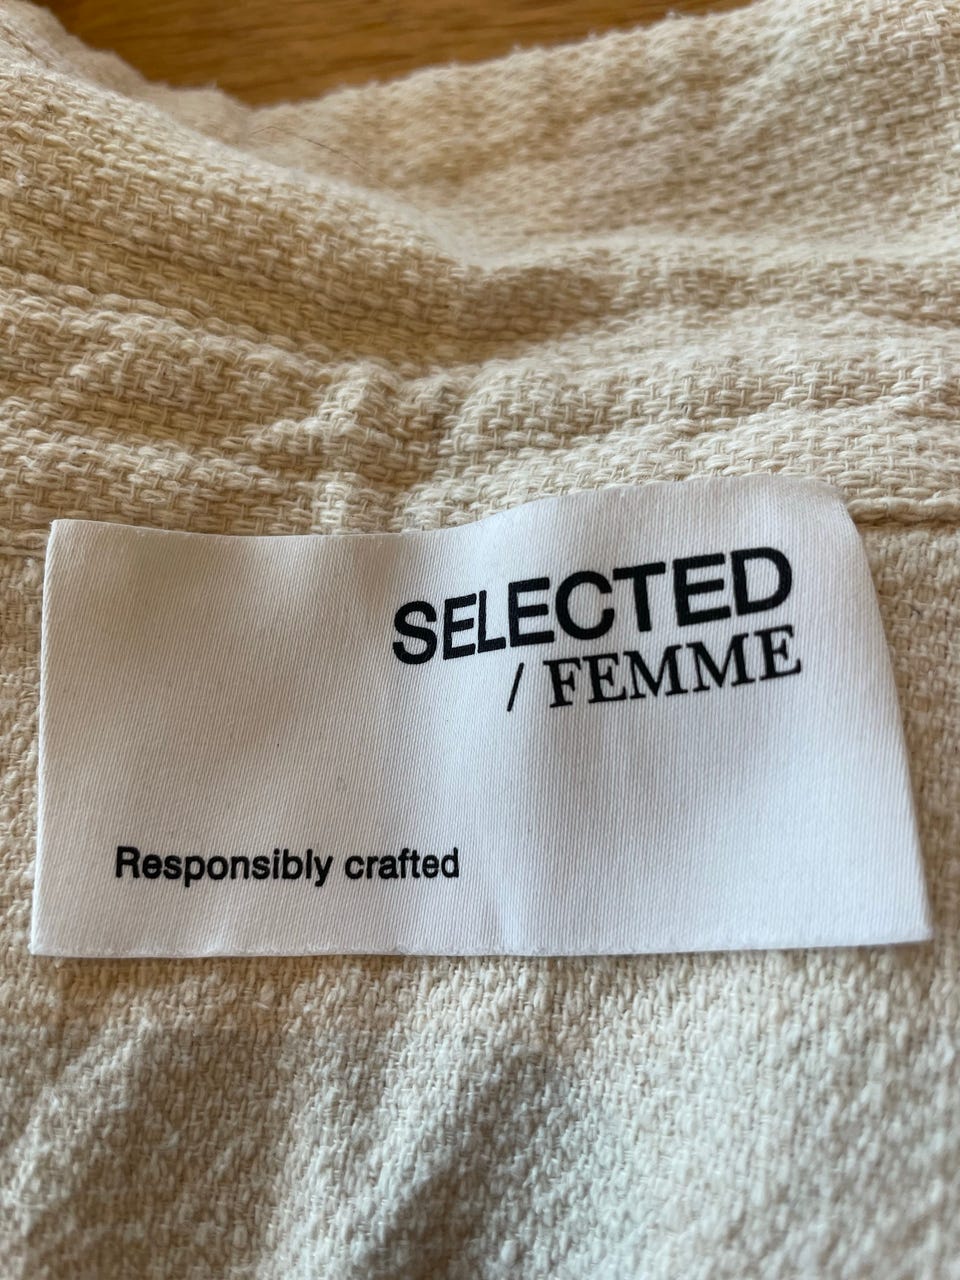 SELECTED
/ FEMME
Responsibly crafted